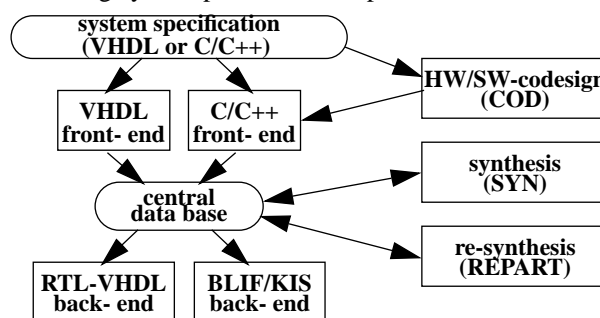 system specification
(VHDL or C/C++)
HW/SW-codesign
(COD)
VHDL
front- end
C/C++
front- end
synthesis
(SYN)
central
data base
re-synthesis
(REPART)
RTL-VHDL
back- end
BLIF/KIS
back- end